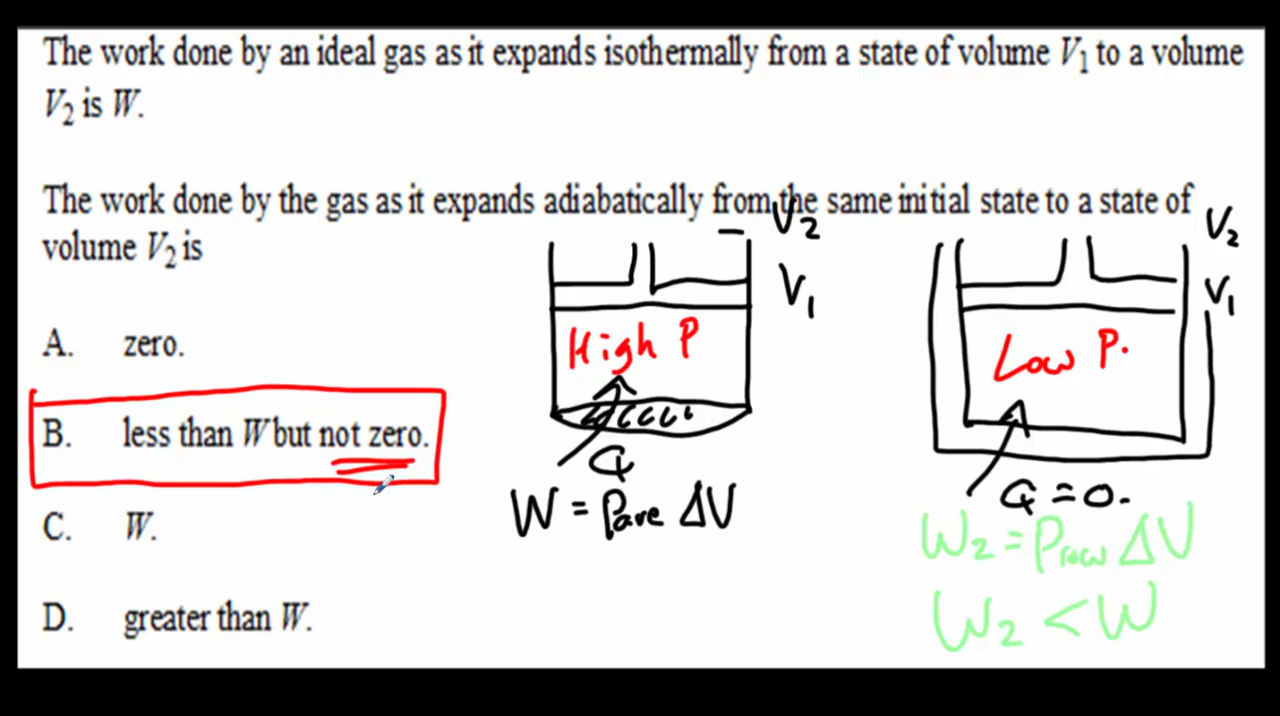 The work done by an ideal gas as it expands isothermally from a state of volume V₁ to a volume
V₂ is W.
The work done by the gas as it expands adiabatically from the same initial state to a state of
volume V₂ is
A. zero.
B. less than W but not zero.
C. W.
D. greater than W.
V₂
V₁
High P
Q
W = Pave ΔV
V₂
V₁
Low P.
Q = 0.
W₂ = Plow ΔV
W₂ < W